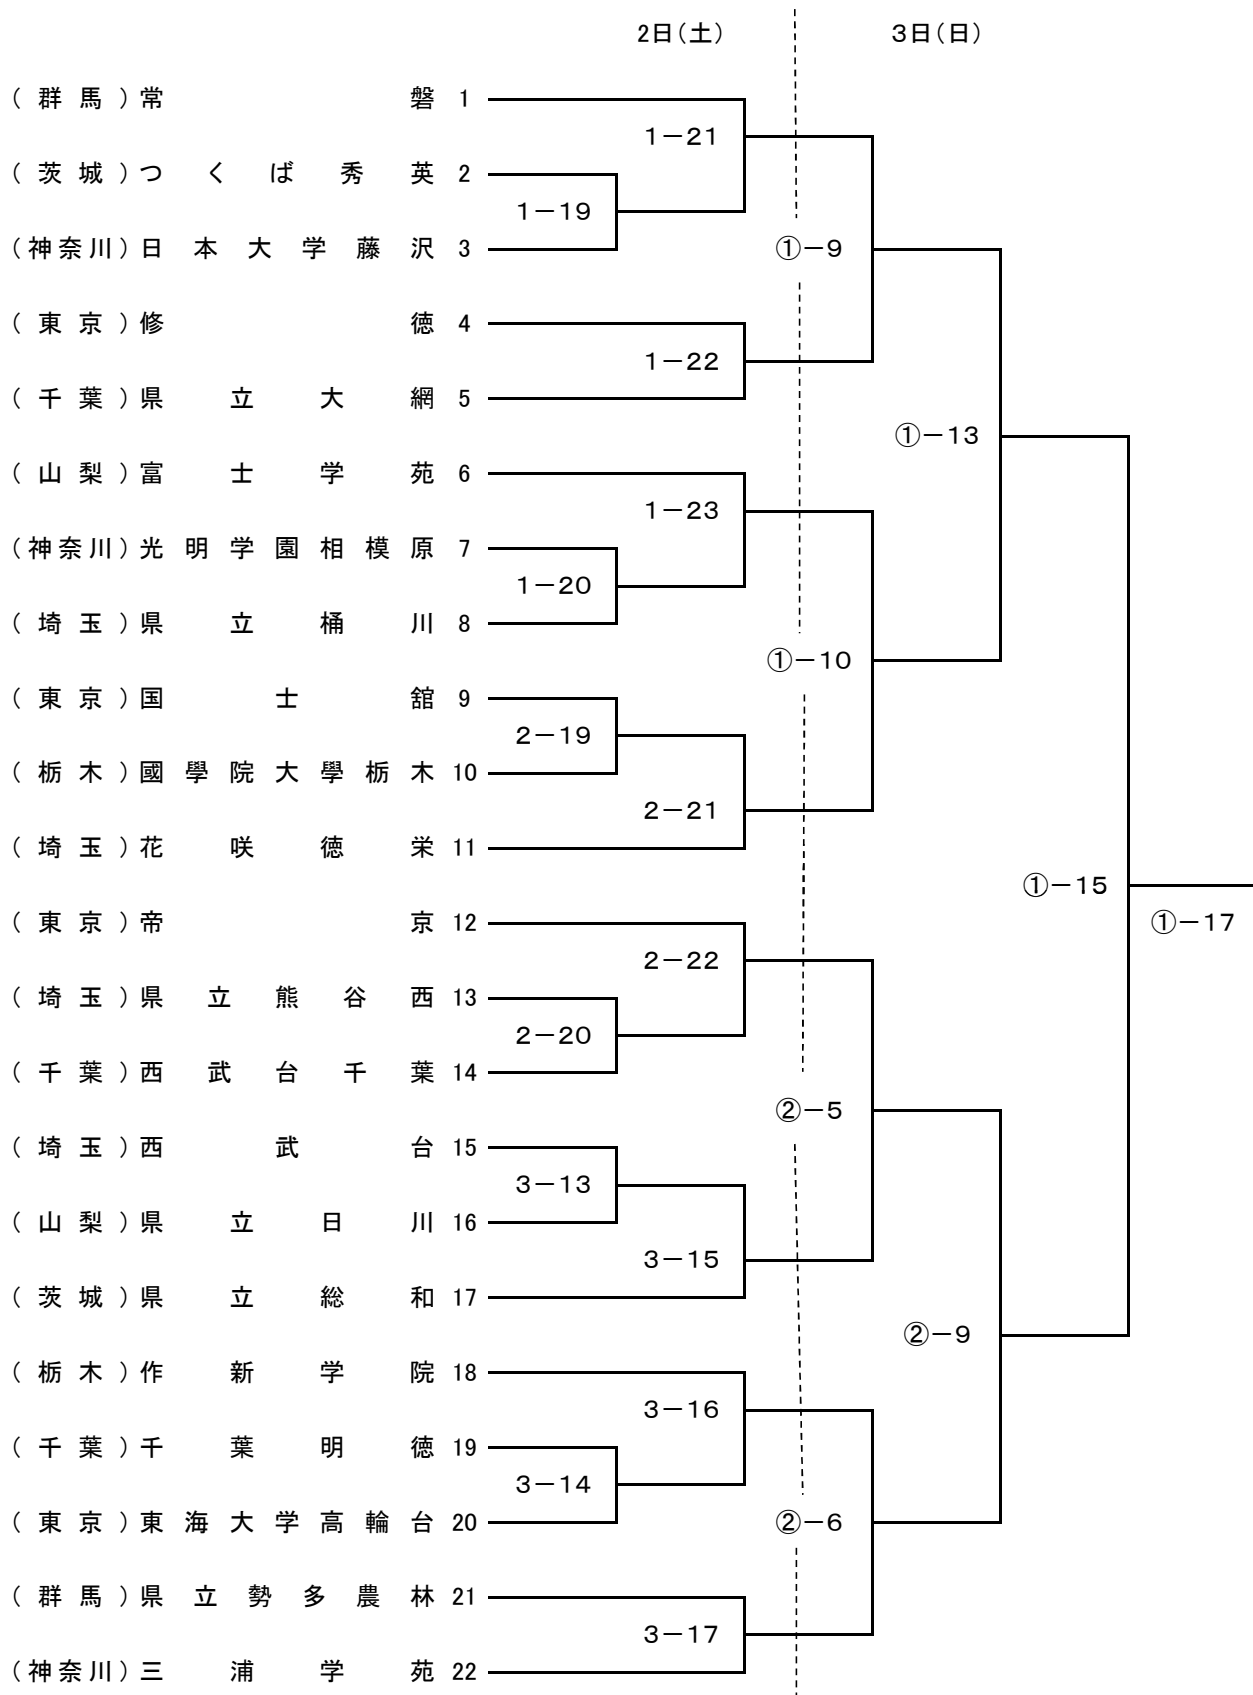 2日(土) 3日(日)
(群馬)常磐 1
1－21
(茨城)つくば秀英 2
1－19
(神奈川)日本大学藤沢 3 ①－9
(東京)修徳 4
1－22
(千葉)県立大網 5
①－13
(山梨)富士学苑 6
1－23
(神奈川)光明学園相模原 7
1－20
(埼玉)県立桶川 8
①－10
(東京)国士舘 9
2－19
(栃木)國學院大學栃木 10
2－21
(埼玉)花咲徳栄 11
①－15
(東京)帝京 12 ①－17
2－22
(埼玉)県立熊谷西 13
2－20
(千葉)西武台千葉 14
②－5
(埼玉)西武台 15
3－13
(山梨)県立日川 16
3－15
(茨城)県立総和 17
②－9
(栃木)作新学院 18
3－16
(千葉)千葉明徳 19
3－14
(東京)東海大学高輪台 20 ②－6
(群馬)県立勢多農林 21
3－17
(神奈川)三浦学苑 22